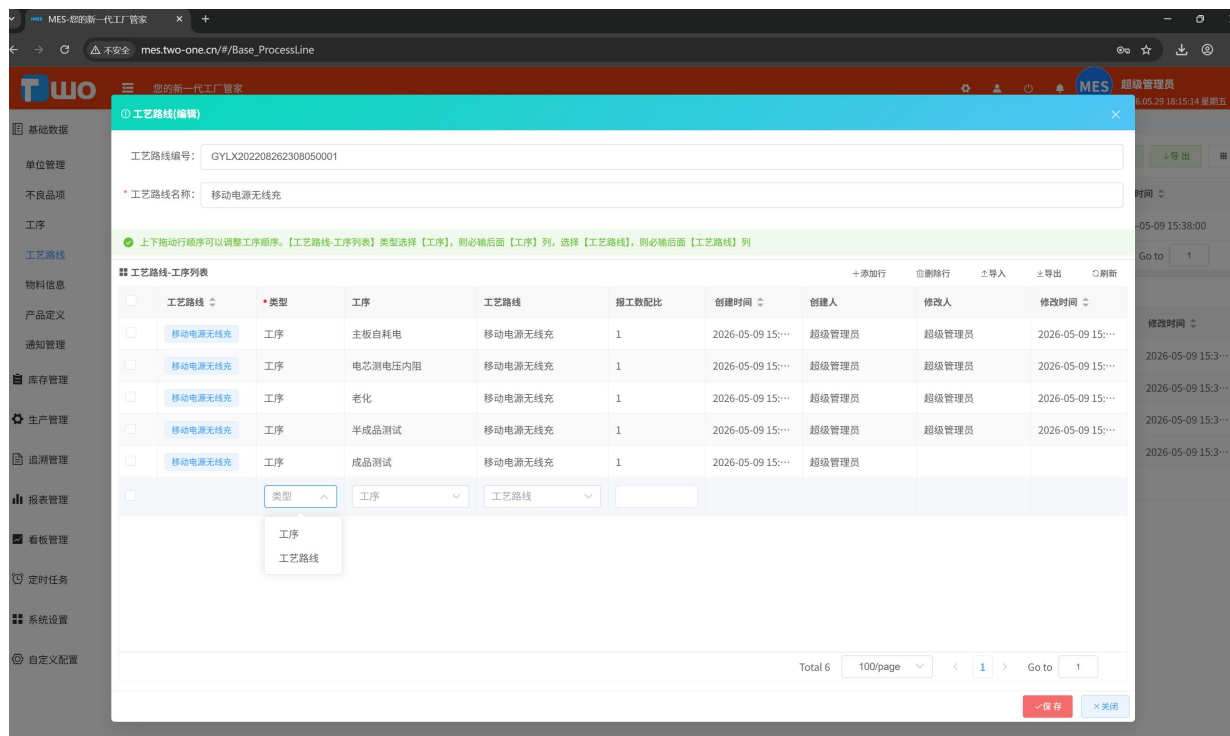 MES-您的新一代工厂管家
不安全 mes.two-one.cn/#/Base_ProcessLine
TWO 您的新一代工厂管家 MES 超级管理员
6.05.29 18:15:14 星期五
工艺路线(编辑)
基础数据
单位管理
不良品项
工序
工艺路线
物料信息
产品定义
通知管理
库存管理
生产管理
追溯管理
报表管理
看板管理
定时任务
系统设置
自定义配置
工艺路线编号: GYLX202208262308050001
* 工艺路线名称: 移动电源无线充
上下拖动行顺序可以调整工序顺序。【工艺路线-工序列表】类型选择【工序】，则必输后面【工序】列，选择【工艺路线】，则必输后面【工艺路线】列
工艺路线-工序列表 添加行 删除行 导入 导出 刷新
工艺路线 *类型 工序 工艺路线 报工数配比 创建时间 创建人 修改人 修改时间
移动电源无线充 工序 主板自耗电 移动电源无线充 1 2026-05-09 15:… 超级管理员 超级管理员 2026-05-09 15:…
移动电源无线充 工序 电芯测电压内阻 移动电源无线充 1 2026-05-09 15:… 超级管理员 超级管理员 2026-05-09 15:…
移动电源无线充 工序 老化 移动电源无线充 1 2026-05-09 15:… 超级管理员 超级管理员 2026-05-09 15:…
移动电源无线充 工序 半成品测试 移动电源无线充 1 2026-05-09 15:… 超级管理员 超级管理员 2026-05-09 15:…
移动电源无线充 工序 成品测试 移动电源无线充 1 2026-05-09 15:… 超级管理员
类型 工序 工艺路线
工序
工艺路线
Total 6 100/page 1 Go to 1
保存 关闭
导出
时间
-05-09 15:38:00
Go to 1
修改时间
2026-05-09 15:3…
2026-05-09 15:3…
2026-05-09 15:3…
2026-05-09 15:3…